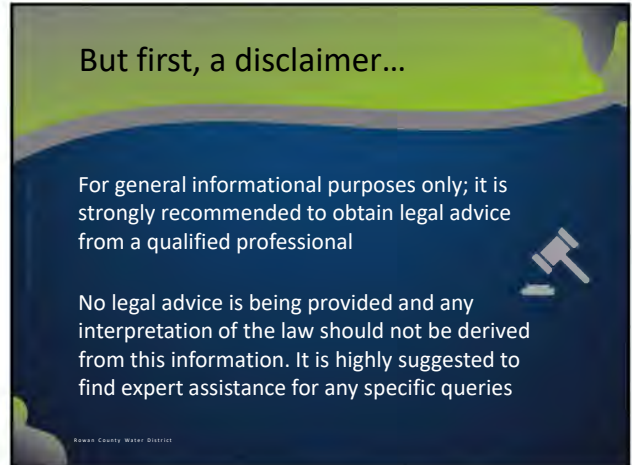 But first, a disclaimer…
For general informational purposes only; it is
strongly recommended to obtain legal advice
from a qualified professional
No legal advice is being provided and any
interpretation of the law should not be derived
from this information. It is highly suggested to
find expert assistance for any specific queries
Rowan County Water District